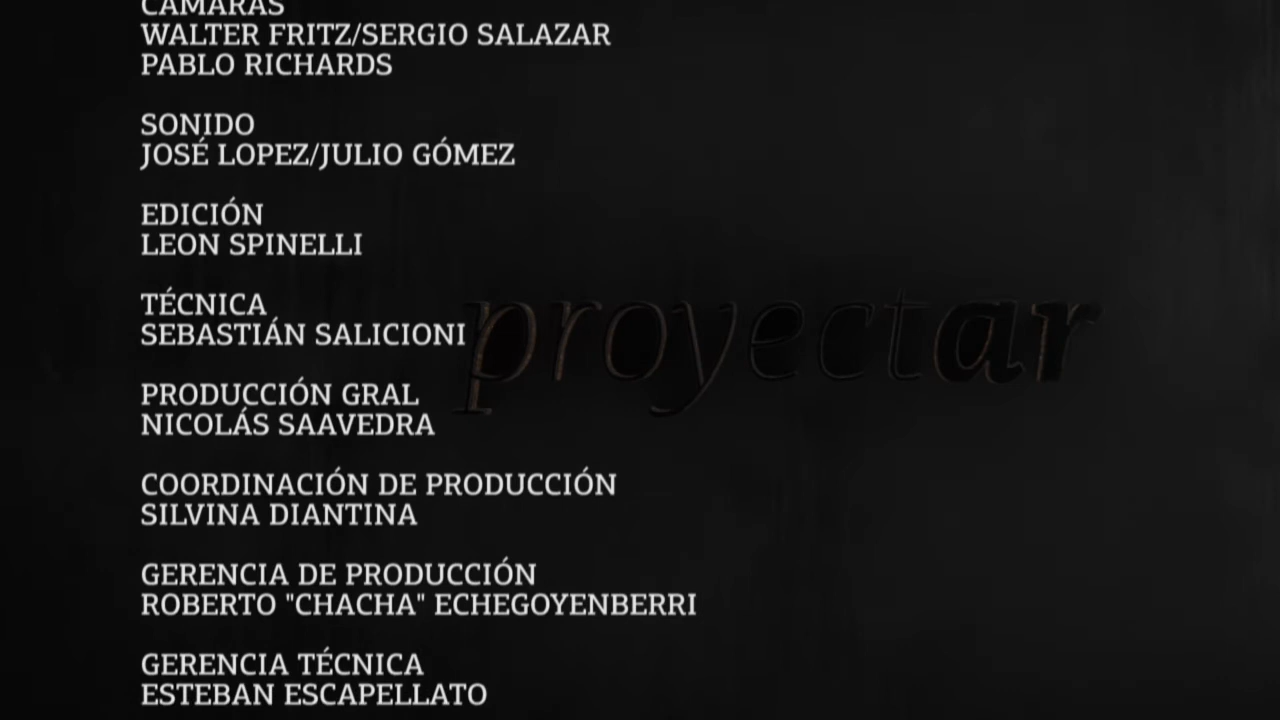 CÁMARAS
WALTER FRITZ/SERGIO SALAZAR
PABLO RICHARDS
SONIDO
JOSÉ LOPEZ/JULIO GÓMEZ
EDICIÓN
LEON SPINELLI
TÉCNICA
SEBASTIÁN SALICIONI
proyectar
PRODUCCIÓN GRAL
NICOLÁS SAAVEDRA
COORDINACIÓN DE PRODUCCIÓN
SILVINA DIANTINA
GERENCIA DE PRODUCCIÓN
ROBERTO "CHACHA" ECHEGOYENBERRI
GERENCIA TÉCNICA
ESTEBAN ESCAPELLATO